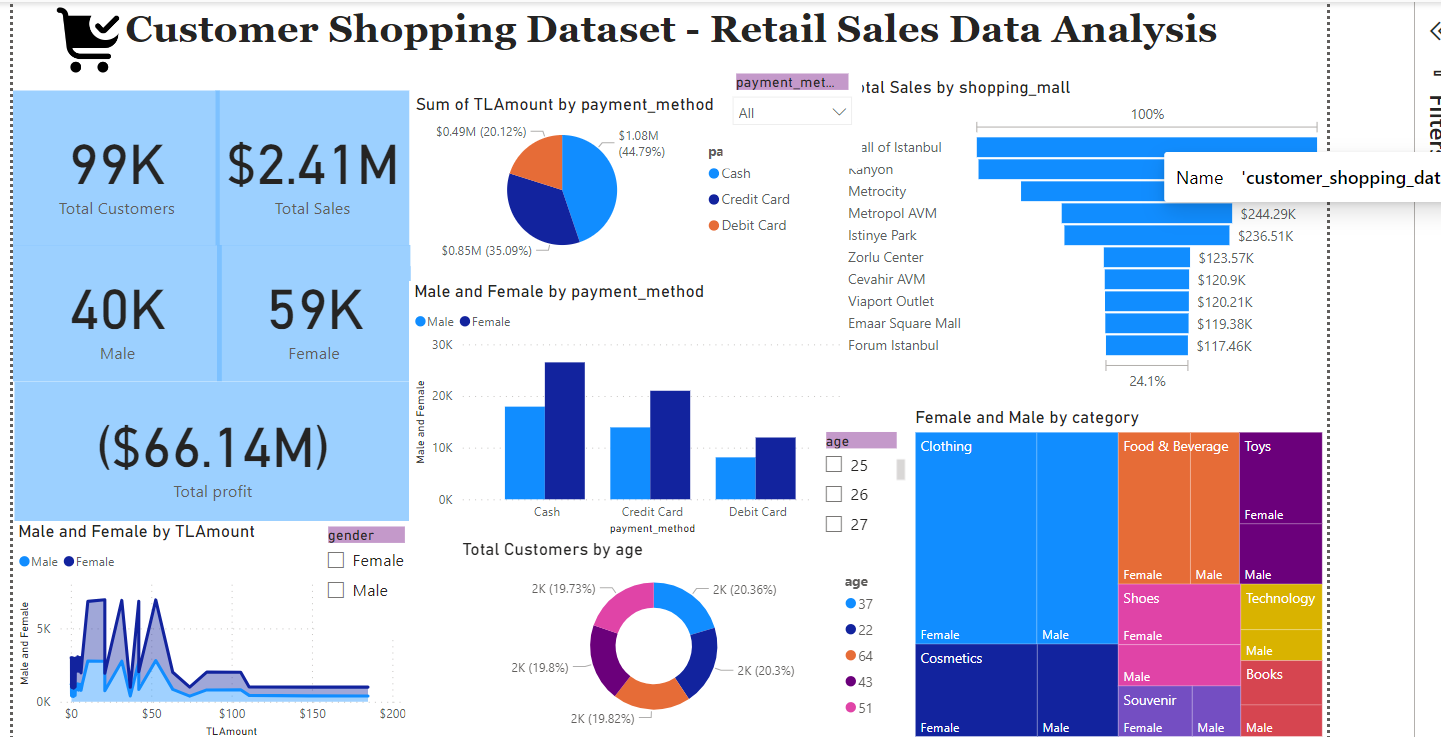 Customer Shopping Dataset - Retail Sales Data Analysis
99K
Total Customers
$2.41M
Total Sales
40K
Male
59K
Female
($66.14M)
Total profit
Sum of TLAmount by payment_method
$0.49M (20.12%)
$1.08M
(44.79%)
$0.85M (35.09%)
payment_met...
All
pa
Cash
Credit Card
Debit Card
otal Sales by shopping_mall
100%
all of Istanbul
Kanyon
Metrocity
Metropol AVM
$244.29K
Istinye Park
$236.51K
Zorlu Center
$123.57K
Cevahir AVM
$120.9K
Viaport Outlet
$120.21K
Emaar Square Mall
$119.38K
Forum Istanbul
$117.46K
24.1%
Name
'customer_shopping_dat
Filters
Male and Female by payment_method
Male
Female
Male and Female
30K
20K
10K
0K
Cash
Credit Card
Debit Card
payment_method
age
25
26
27
Female and Male by category
Clothing
Female
Male
Cosmetics
Female
Male
Food & Beverage
Female
Male
Shoes
Female
Male
Souvenir
Female
Male
Toys
Female
Male
Technology
Male
Books
Male
Male and Female by TLAmount
Male
Female
gender
Female
Male
Male and Female
5K
0K
$0
$50
$100
$150
$200
TLAmount
Total Customers by age
2K (19.73%)
2K (20.36%)
2K (19.8%)
2K (20.3%)
2K (19.82%)
age
37
22
64
43
51